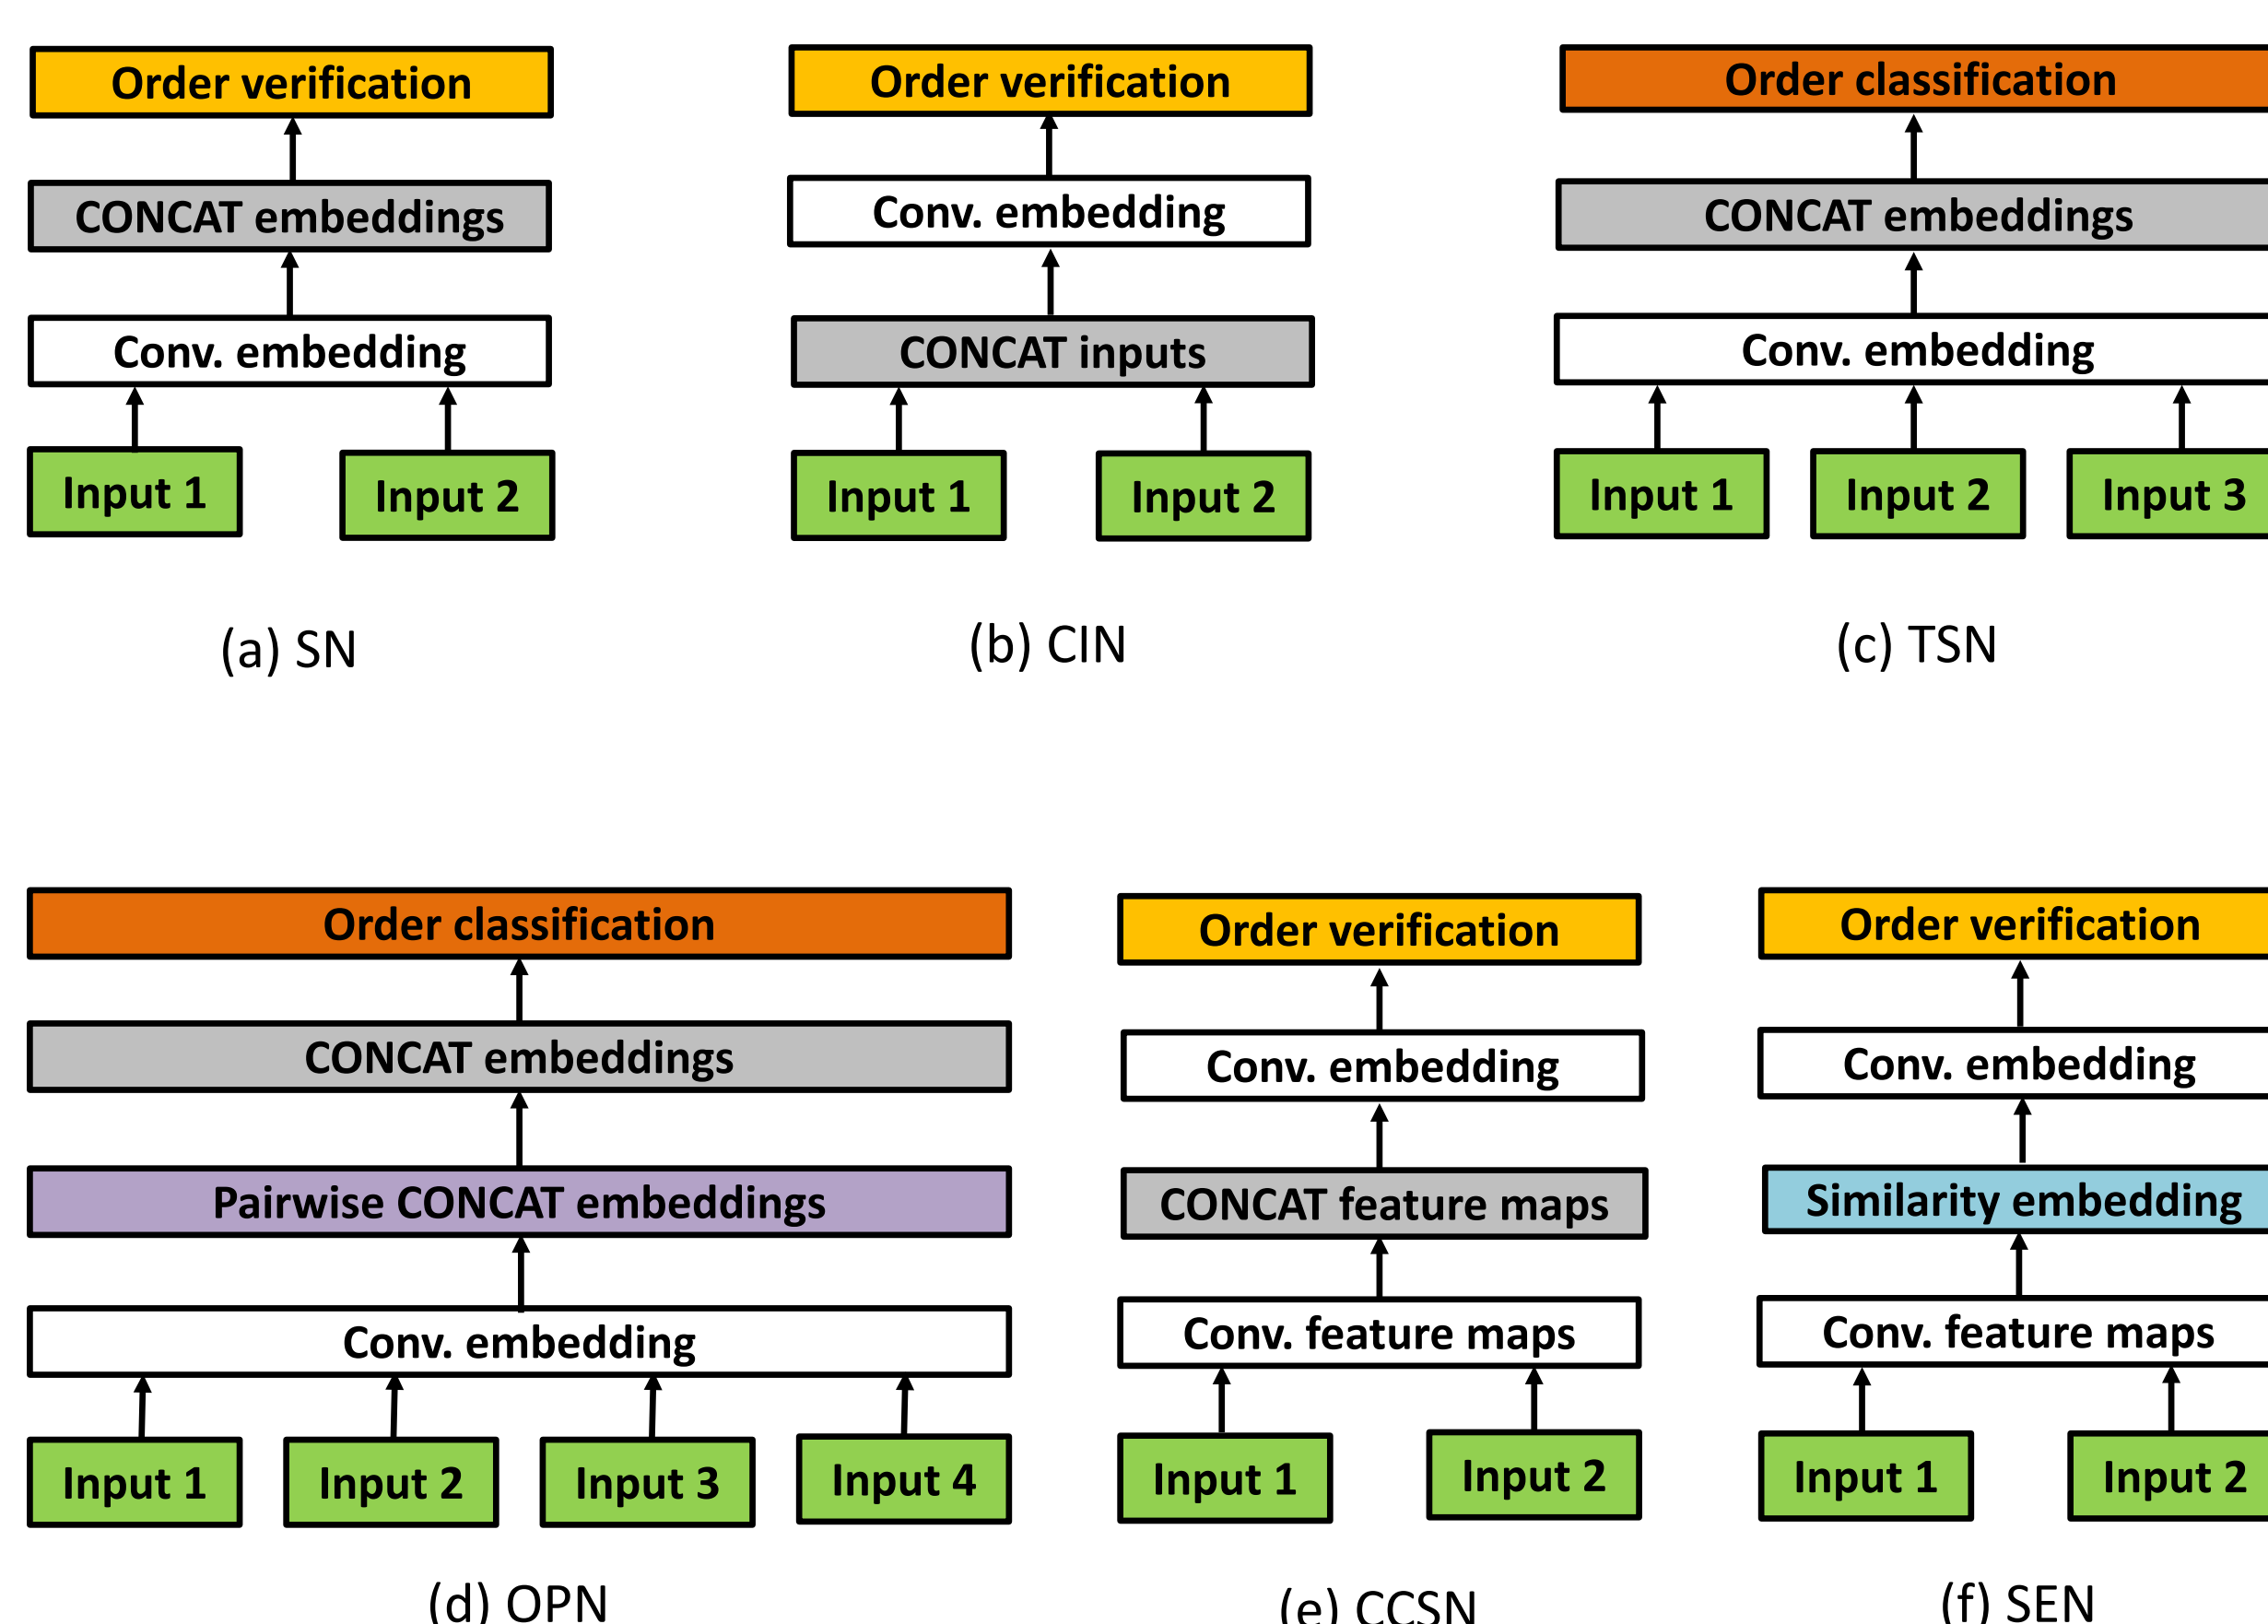 Order verification
CONCAT embeddings
Conv. embedding
Input 1
Input 2
(a) SN
Order verification
Conv. embedding
CONCAT inputs
Input 1
Input 2
(b) CIN
Order classification
CONCAT embeddings
Conv. embedding
Input 1
Input 2
Input 3
(c) TSN
Order classification
CONCAT embeddings
Pairwise CONCAT embeddings
Conv. embedding
Input 1
Input 2
Input 3
Input 4
(d) OPN
Order verification
Conv. embedding
CONCAT feature maps
Conv. feature maps
Input 1
Input 2
(e) CCSN
Order verification
Conv. embedding
Similarity embedding
Conv. feature maps
Input 1
Input 2
(f) SEN